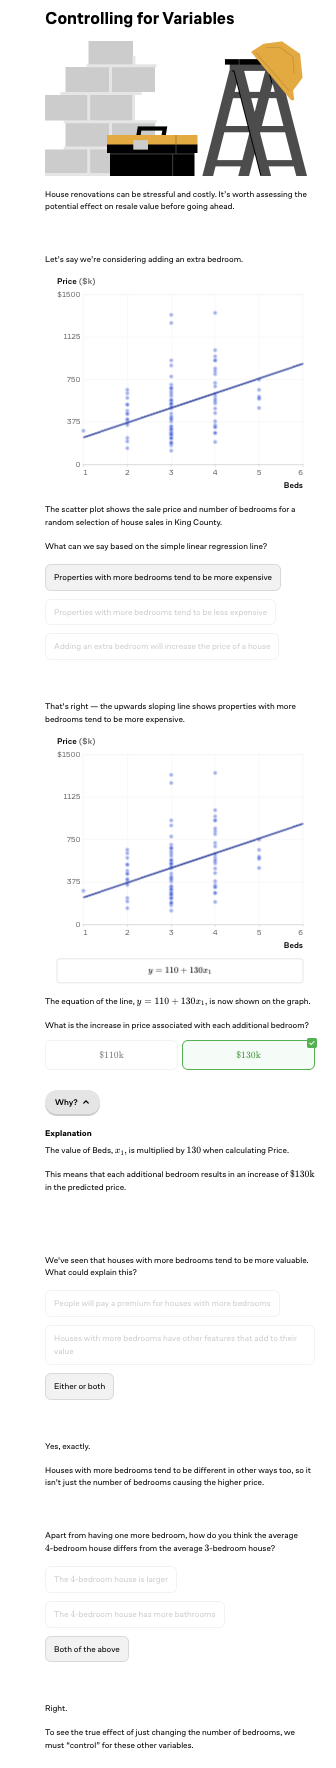 Controlling for Variables
House renovations can be stressful and costly. It's worth assessing the
potential effect on resale value before going ahead.
Let's say we're considering adding an extra bedroom.
Price ($k)
$1500
1125
750
375
0
1 2 3 4 5 6
Beds
The scatter plot shows the sale price and number of bedrooms for a
random selection of house sales in King County.
What can we say based on the simple linear regression line?
Properties with more bedrooms tend to be more expensive
Properties with more bedrooms tend to be less expensive
Adding an extra bedroom will increase the price of a house
That's right — the upwards sloping line shows properties with more
bedrooms tend to be more expensive.
Price ($k)
$1500
1125
750
375
0
1 2 3 4 5 6
Beds
y = 110 + 130x₁
The equation of the line, y = 110 + 130x₁, is now shown on the graph.
What is the increase in price associated with each additional bedroom?
$110k $130k
Why?
Explanation
The value of Beds, x₁, is multiplied by 130 when calculating Price.
This means that each additional bedroom results in an increase of $130k
in the predicted price.
We've seen that houses with more bedrooms tend to be more valuable.
What could explain this?
People will pay a premium for houses with more bedrooms
Houses with more bedrooms have other features that add to their
value
Either or both
Yes, exactly.
Houses with more bedrooms tend to be different in other ways too, so it
isn't just the number of bedrooms causing the higher price.
Apart from having one more bedroom, how do you think the average
4-bedroom house differs from the average 3-bedroom house?
The 4-bedroom house is larger
The 4-bedroom house has more bathrooms
Both of the above
Right.
To see the true effect of just changing the number of bedrooms, we
must "control" for these other variables.